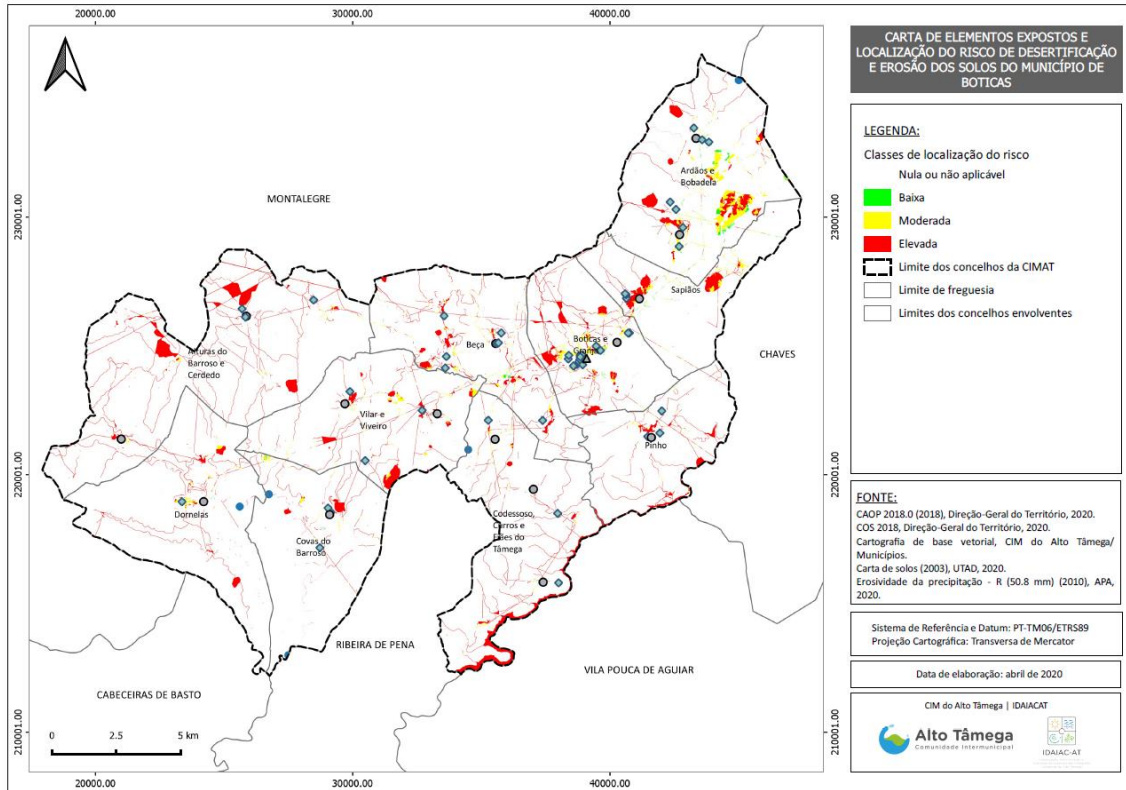 20000.00
30000.00
40000.00
CARTA DE ELEMENTOS EXPOSTOS E
LOCALIZAÇÃO DO RISCO DE DESERTIFICAÇÃO
E EROSÃO DOS SOLOS DO MUNICÍPIO DE
BOTICAS
LEGENDA:
Classes de localização do risco
Nula ou não aplicável
Baixa
Moderada
Elevada
Limite dos concelhos da CIMAT
Limite de freguesia
Limites dos concelhos envolventes
230001.00
220001.00
210001.00
MONTALEGRE
Ardãos e
Bobadela
Sapiãos
Beça
Boticas e
Granja
CHAVES
Alturas do
Barroso e
Cerdedo
Vilar e
Viveiro
Pinho
Dornelas
Covas do
Barroso
Codessoso,
Curros e
Fiães do
Tâmega
RIBEIRA DE PENA
VILA POUCA DE AGUIAR
CABECEIRAS DE BASTO
0 2.5 5 km
230001.00
220001.00
210001.00
20000.00
30000.00
40000.00
FONTE:
CAOP 2018.0 (2018), Direção-Geral do Território, 2020.
COS 2018, Direção-Geral do Território, 2020.
Cartografia de base vetorial, CIM do Alto Tâmega/
Municípios.
Carta de solos (2003), UTAD, 2020.
Erosividade da precipitação - R (50.8 mm) (2010), APA,
2020.
Sistema de Referência e Datum: PT-TM06/ETRS89
Projeção Cartográfica: Transversa de Mercator
Data de elaboração: abril de 2020
CIM do Alto Tâmega | IDAIACAT
Alto Tâmega
Comunidade Intermunicipal
IDAIAC-AT